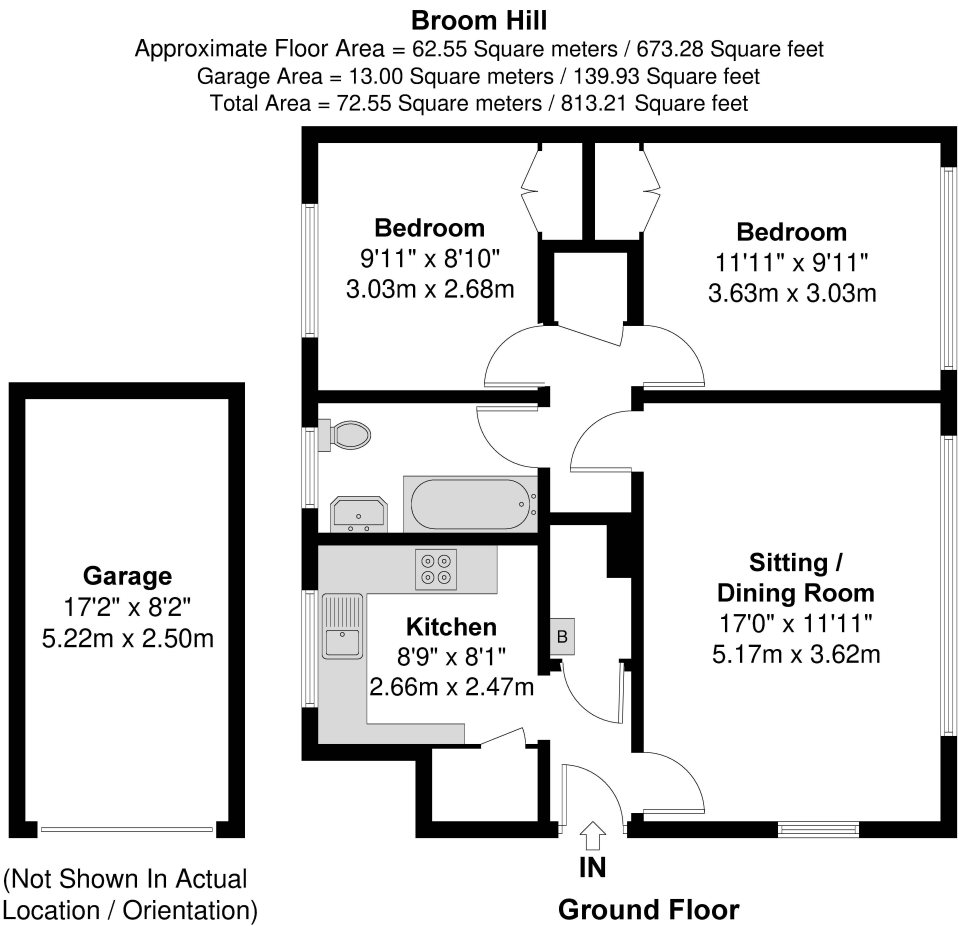 Broom Hill
Approximate Floor Area = 62.55 Square meters / 673.28 Square feet
Garage Area = 13.00 Square meters / 139.93 Square feet
Total Area = 72.55 Square meters / 813.21 Square feet
Bedroom
9'11" x 8'10"
3.03m x 2.68m
Bedroom
11'11" x 9'11"
3.63m x 3.03m
Garage
17'2" x 8'2"
5.22m x 2.50m
Kitchen
8'9" x 8'1"
2.66m x 2.47m
B
Sitting /
Dining Room
17'0" x 11'11"
5.17m x 3.62m
IN
(Not Shown In Actual
Location / Orientation)
Ground Floor